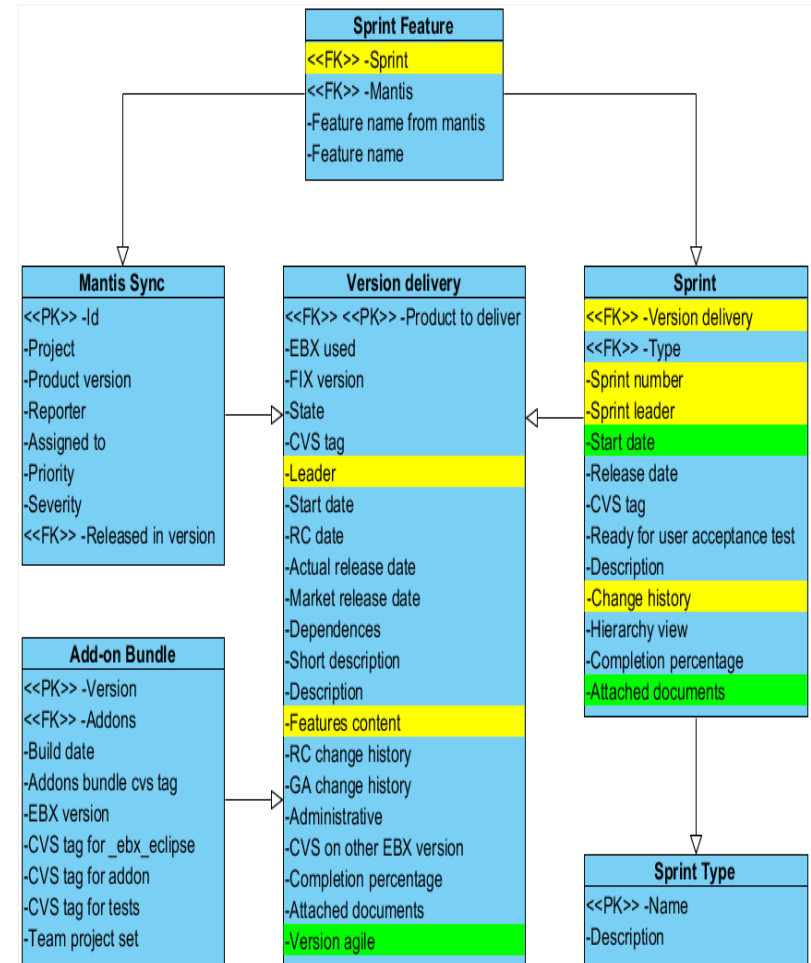 Sprint Feature
<<FK>> -Sprint
<<FK>> -Mantis
-Feature name from mantis
-Feature name
Mantis Sync
<<PK>> -Id
-Project
-Product version
-Reporter
-Assigned to
-Priority
-Severity
<<FK>> -Released in version
Version delivery
<<FK>> <<PK>> -Product to deliver
-EBX used
-FIX version
-State
-CVS tag
-Leader
-Start date
-RC date
-Actual release date
-Market release date
-Dependences
-Short description
-Description
-Features content
-RC change history
-GA change history
-Administrative
-CVS on other EBX version
-Completion percentage
-Attached documents
-Version agile
Sprint
<<FK>> -Version delivery
<<FK>> -Type
-Sprint number
-Sprint leader
-Start date
-Release date
-CVS tag
-Ready for user acceptance test
-Description
-Change history
-Hierarchy view
-Completion percentage
-Attached documents
Add-on Bundle
<<PK>> -Version
<<FK>> -Addons
-Build date
-Addons bundle cvs tag
-EBX version
-CVS tag for _ebx_eclipse
-CVS tag for addon
-CVS tag for tests
-Team project set
Sprint Type
<<PK>> -Name
-Description